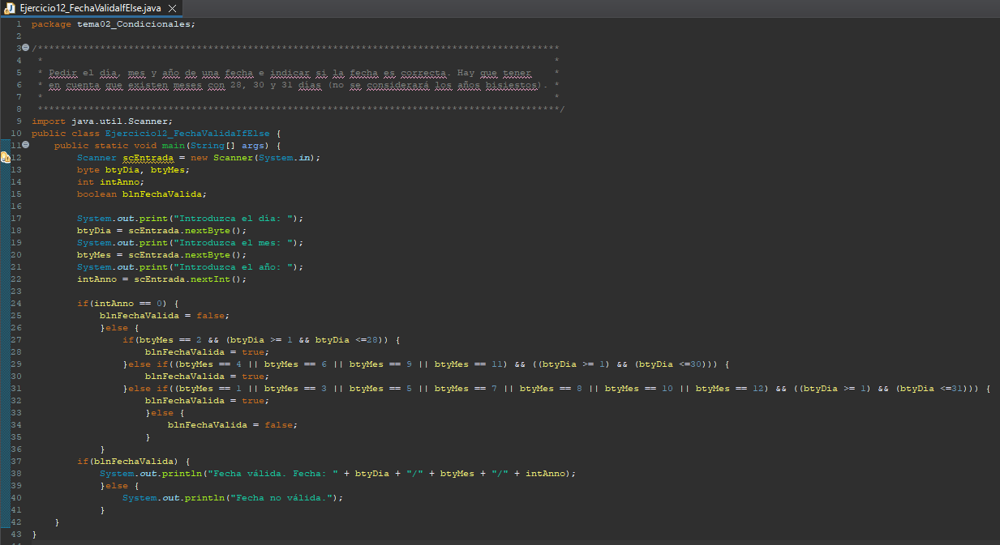 Ejercicio12_FechaValidaIfElse.java
1 package tema02_Condicionales;
2
3 /********************************************************************************************
4 * *
5 * Pedir el día, mes y año de una fecha e indicar si la fecha es correcta. Hay que tener *
6 * en cuenta que existen meses con 28, 30 y 31 días (no se considerará los años bisiestos). *
7 * *
8 ********************************************************************************************/
9 import java.util.Scanner;
10 public class Ejercicio12_FechaValidaIfElse {
11 public static void main(String[] args) {
12 Scanner scEntrada = new Scanner(System.in);
13 byte btyDia, btyMes;
14 int intAnno;
15 boolean blnFechaValida;
16
17 System.out.print("Introduzca el día: ");
18 btyDia = scEntrada.nextByte();
19 System.out.print("Introduzca el mes: ");
20 btyMes = scEntrada.nextByte();
21 System.out.print("Introduzca el año: ");
22 intAnno = scEntrada.nextInt();
23
24 if(intAnno == 0) {
25 blnFechaValida = false;
26 }else {
27 if(btyMes == 2 && (btyDia >= 1 && btyDia <=28)) {
28 blnFechaValida = true;
29 }else if((btyMes == 4 || btyMes == 6 || btyMes == 9 || btyMes == 11) && ((btyDia >= 1) && (btyDia <=30))) {
30 blnFechaValida = true;
31 }else if((btyMes == 1 || btyMes == 3 || btyMes == 5 || btyMes == 7 || btyMes == 8 || btyMes == 10 || btyMes == 12) && ((btyDia >= 1) && (btyDia <=31))) {
32 blnFechaValida = true;
33 }else {
34 blnFechaValida = false;
35 }
36 }
37 if(blnFechaValida) {
38 System.out.println("Fecha válida. Fecha: " + btyDia + "/" + btyMes + "/" + intAnno);
39 }else {
40 System.out.println("Fecha no válida.");
41 }
42 }
43 }